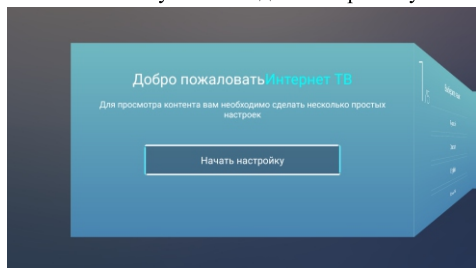 Добро пожаловатьИнтернет ТВ
Для просмотра контента вам необходимо сделать несколько простых
настроек
Начать настройку